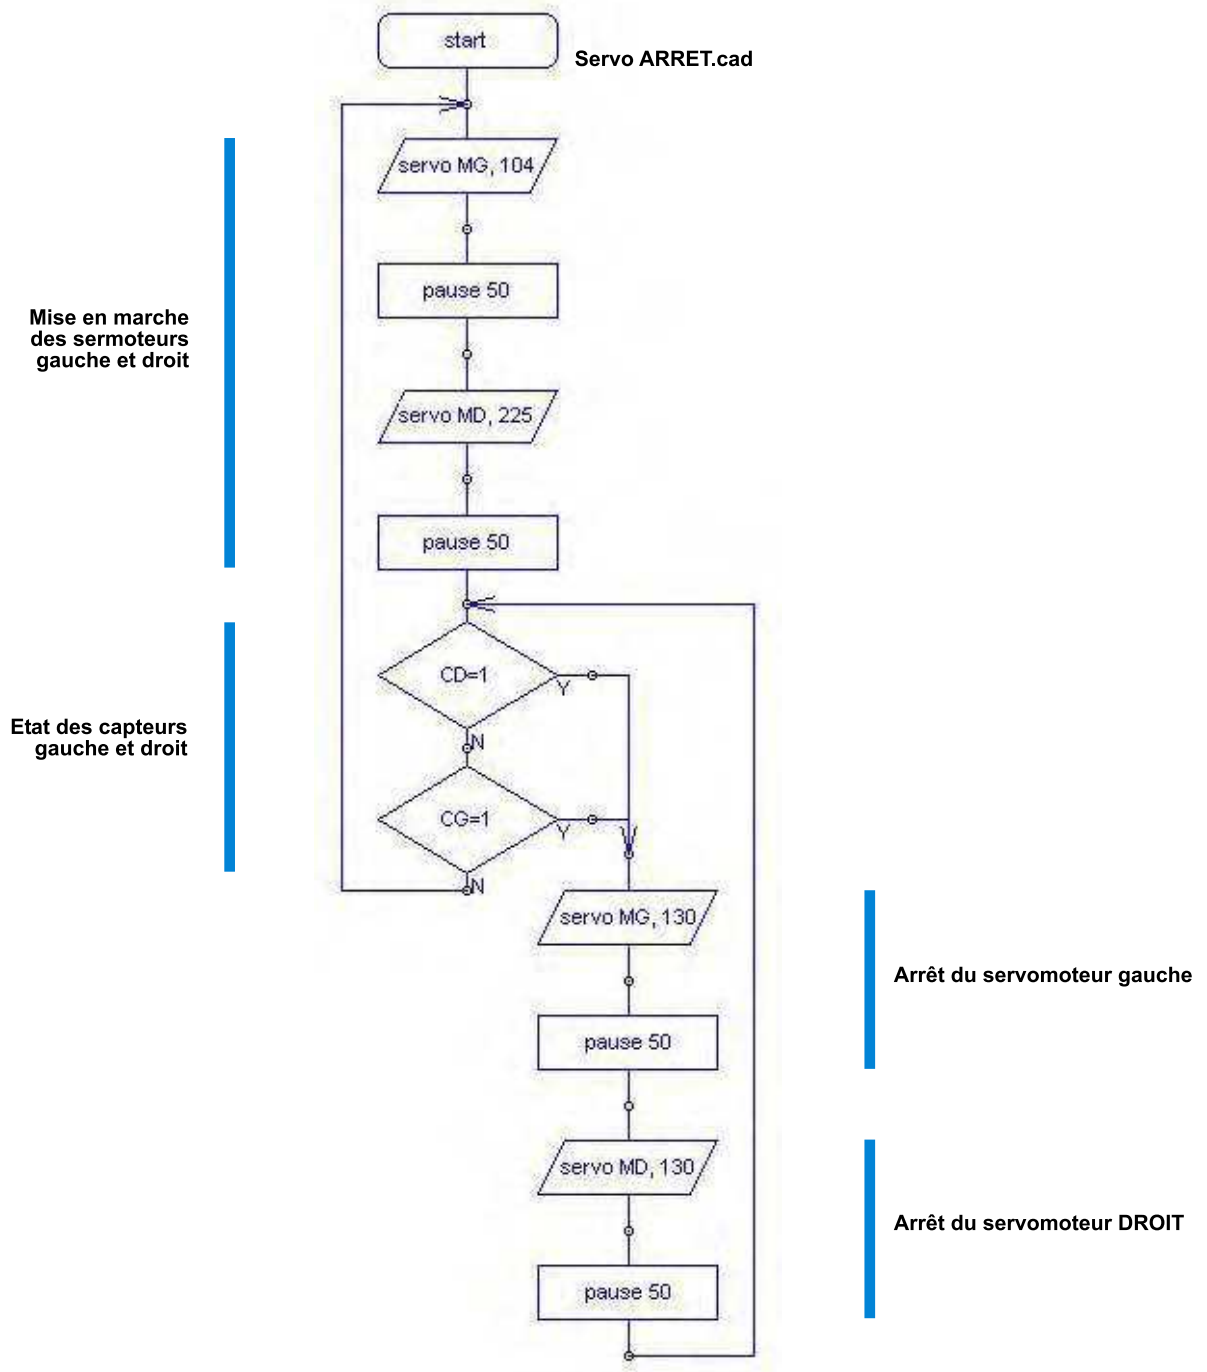 start
Servo ARRET.cad
servo MG, 104
pause 50
Mise en marche
des sermoteurs
gauche et droit
servo MD, 225
pause 50
CD=1
Y
N
Etat des capteurs
gauche et droit
CG=1
Y
N
servo MG, 130
Arrêt du servomoteur gauche
pause 50
servo MD, 130
Arrêt du servomoteur DROIT
pause 50